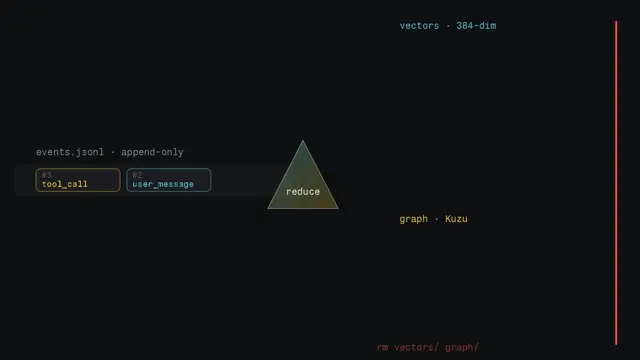 vectors · 384-dim
events.jsonl · append-only
#3
tool_call
#2
user_message
reduce
graph · Kuzu
rm vectors/ graph/